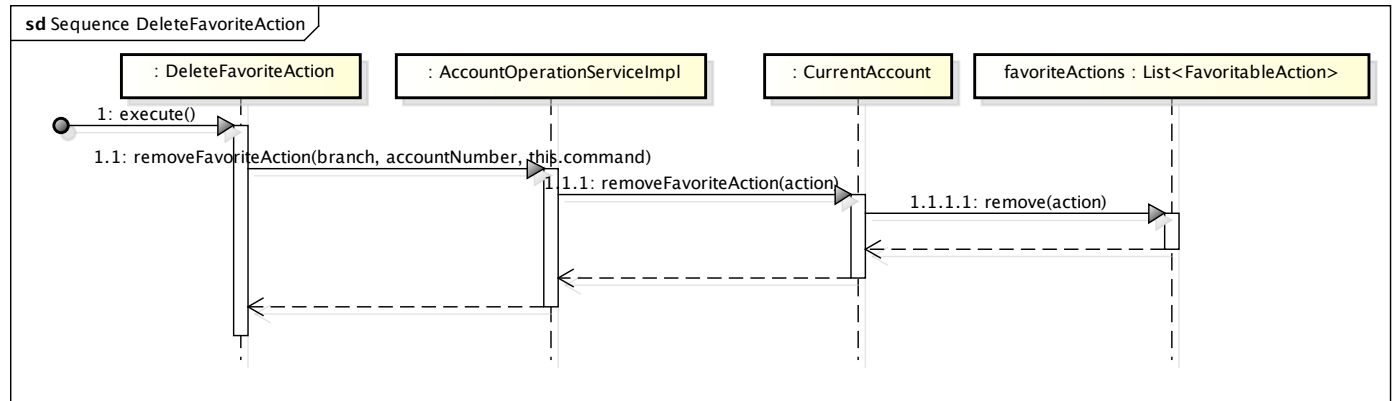 sd Sequence DeleteFavoriteAction
: DeleteFavoriteAction
: AccountOperationServiceImpl
: CurrentAccount
favoriteActions : List<FavoritableAction>
1: execute()
1.1: removeFavoriteAction(branch, accountNumber, this.command)
1.1.1: removeFavoriteAction(action)
1.1.1.1: remove(action)